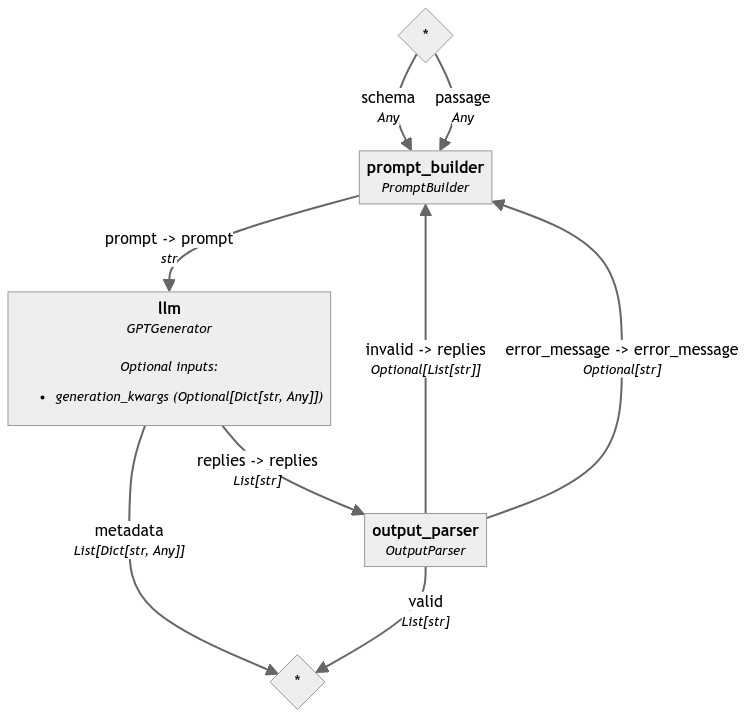 *
schema
Any
passage
Any
prompt_builder
PromptBuilder
prompt -> prompt
str
llm
GPTGenerator
Optional inputs:
• generation_kwargs (Optional[Dict[str, Any]])
invalid -> replies
Optional[List[str]]
error_message -> error_message
Optional[str]
replies -> replies
List[str]
metadata
List[Dict[str, Any]]
output_parser
OutputParser
valid
List[str]
*